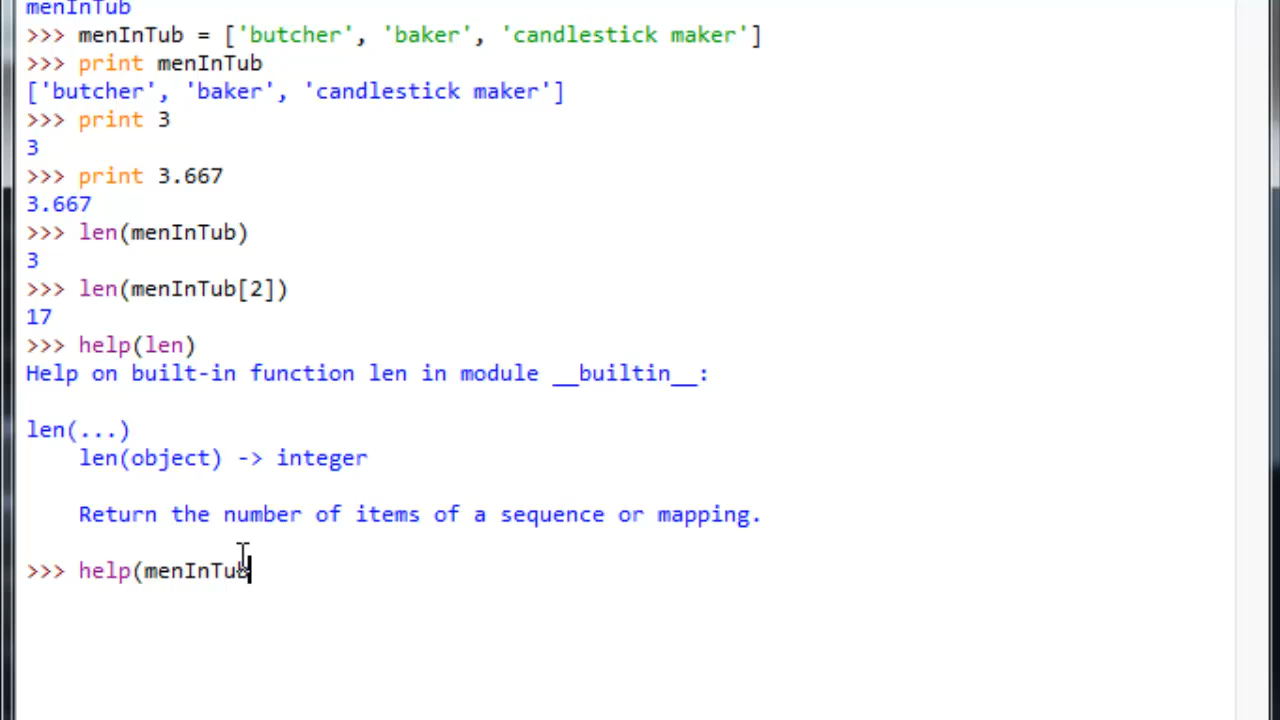 menInTub
>>> menInTub = ['butcher', 'baker', 'candlestick maker']
>>> print menInTub
['butcher', 'baker', 'candlestick maker']
>>> print 3
3
>>> print 3.667
3.667
>>> len(menInTub)
3
>>> len(menInTub[2])
17
>>> help(len)
Help on built-in function len in module __builtin__:
len(...)
len(object) -> integer
Return the number of items of a sequence or mapping.
>>> help(menInTub